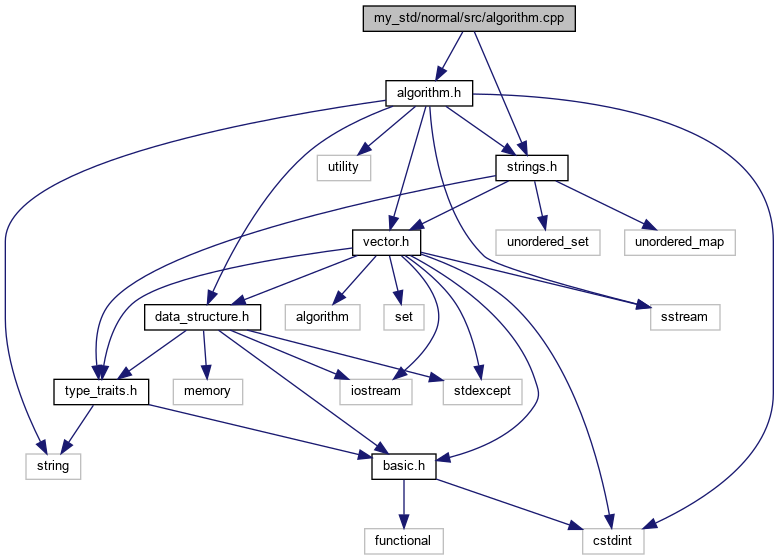 my_std/normal/src/algorithm.cpp
algorithm.h
utility
strings.h
vector.h
unordered_set
unordered_map
data_structure.h
algorithm
set
sstream
type_traits.h
memory
iostream
stdexcept
string
basic.h
functional
cstdint